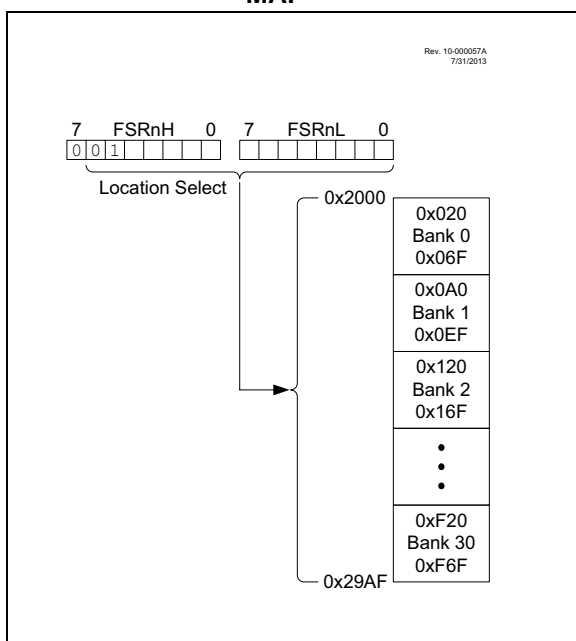 MAP
Rev. 10-000057A
7/31/2013
7 FSRnH 0 7 FSRnL 0
0 0 1
Location Select
0x2000
0x020
Bank 0
0x06F
0x0A0
Bank 1
0x0EF
0x120
Bank 2
0x16F
0xF20
Bank 30
0xF6F
0x29AF